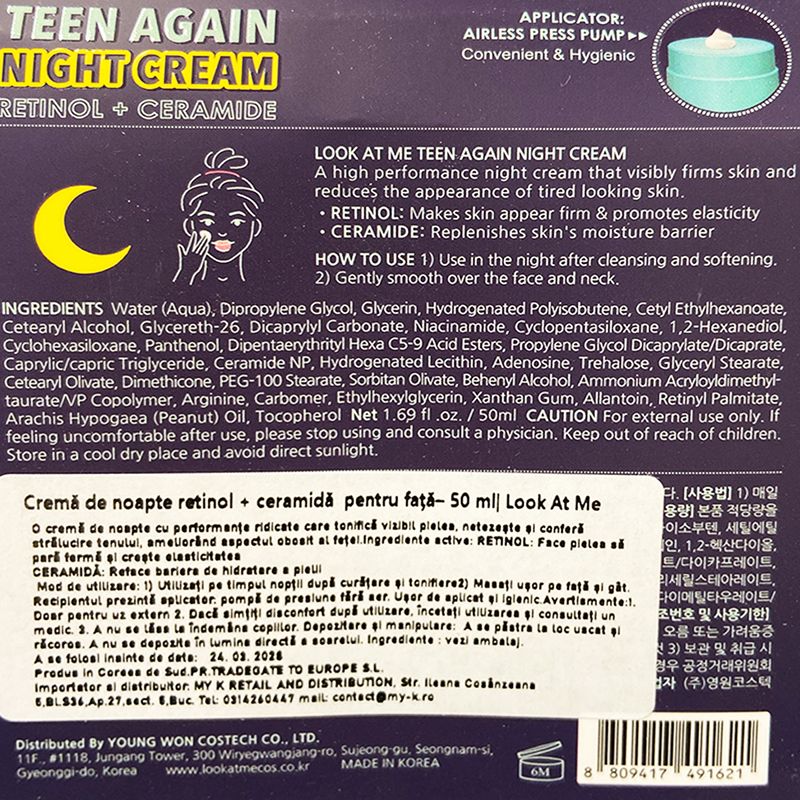 TEEN AGAIN
NIGHT CREAM
RETINOL + CERAMIDE
APPLICATOR:
AIRLESS PRESS PUMP ▸▸
Convenient & Hygienic
LOOK AT ME TEEN AGAIN NIGHT CREAM
A high performance night cream that visibly firms skin and
reduces the appearance of tired looking skin.
• RETINOL: Makes skin appear firm & promotes elasticity
• CERAMIDE: Replenishes skin's moisture barrier
HOW TO USE 1) Use in the night after cleansing and softening.
2) Gently smooth over the face and neck.
INGREDIENTS Water (Aqua), Dipropylene Glycol, Glycerin, Hydrogenated Polyisobutene, Cetyl Ethylhexanoate,
Cetearyl Alcohol, Glycereth-26, Dicaprylyl Carbonate, Niacinamide, Cyclopentasiloxane, 1,2-Hexanediol,
Cyclohexasiloxane, Panthenol, Dipentaerythrityl Hexa C5-9 Acid Esters, Propylene Glycol Dicaprylate/Dicaprate,
Caprylic/capric Triglyceride, Ceramide NP, Hydrogenated Lecithin, Adenosine, Trehalose, Glyceryl Stearate,
Cetearyl Olivate, Dimethicone, PEG-100 Stearate, Sorbitan Olivate, Behenyl Alcohol, Ammonium Acryloyldimethyl-
taurate/VP Copolymer, Arginine, Carbomer, Ethylhexylglycerin, Xanthan Gum, Allantoin, Retinyl Palmitate,
Arachis Hypogaea (Peanut) Oil, Tocopherol Net 1.69 fl.oz. / 50ml CAUTION For external use only. If
feeling uncomfortable after use, please stop using and consult a physician. Keep out of reach of children.
Store in a cool dry place and avoid direct sunlight.
Cremă de noapte retinol + ceramidă pentru față– 50 ml| Look At Me
O cremă de noapte cu performanțe ridicate care tonifică vizibil pielea, netezește și conferă
strălucire tenului, ameliorând aspectul obosit al feței.Ingrediente active: RETINOL: Face pielea să
pară fermă și crește elasticitatea
CERAMIDĂ: Reface bariera de hidratare a pielii
Mod de utilizare: 1) Utilizați pe timpul nopții după curățare și tonifiere2) Masați ușor pe față și gât.
Recipientul prezintă aplicator: pompă de presiune fără aer. Ușor de aplicat și igienic.Avertismente:1.
Doar pentru uz extern 2. Dacă simțiți disconfort după utilizare, încetați utilizarea și consultați un
medic. 3. A nu se lăsa la îndemâna copiilor. Depozitare și manipulare: A se păstra la loc uscat și
răcoros. A nu se depozita în lumina directă a soarelui. Ingrediente : vezi ambalaj.
A se folosi inainte de data: 24. 03. 2026
Produs in Coreea de Sud.PR.TRADEGATE TO EUROPE S.L.
Importator si distribuitor: MY K RETAIL AND DISTRIBUTION, Str. Ileana Cosânzeana
5,BLS36,Ap.27,sect. 5,Buc. Tel: 0314260447 mail: contact@my-k.ro
다. [사용법] 1) 매일
용량] 본품 적당량을
이소부텐, 세틸에틸
인, 1,2-헥산다이올,
다이카프레이트,
리세릴스테아레이트,
다이메틸타우레이트/
조번호 및 사용기한]
오름 또는 가려움증
것 3) 보관 및 취급 시
경우 공정거래위원회
업자 (주)영원코스텍
Distributed By YOUNG WON COSTECH CO., LTD.
11F., #1118, Jungang Tower, 300 Wiryegwangjang-ro, Sujeong-gu, Seongnam-si,
Gyeonggi-do, Korea www.lookatmecos.co.kr MADE IN KOREA
6M
8 809417 491621